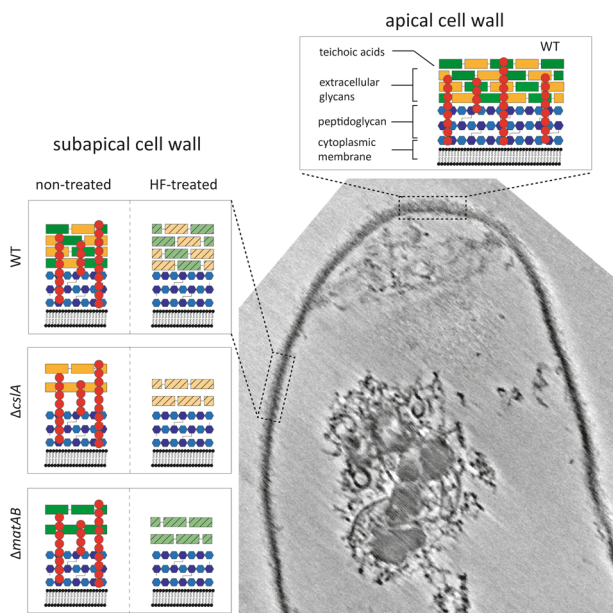 apical cell wall
WT
teichoic acids
extracellular
glycans
peptidoglycan
cytoplasmic
membrane
subapical cell wall
non-treated
HF-treated
WT
ΔcslA
ΔmatAB